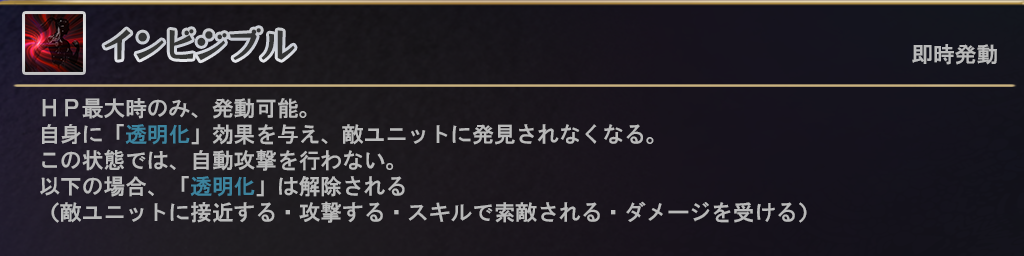 インビジブル
即時発動
ＨＰ最大時のみ、発動可能。
自身に「透明化」効果を与え、敵ユニットに発見されなくなる。
この状態では、自動攻撃を行わない。
以下の場合、「透明化」は解除される
（敵ユニットに接近する・攻撃する・スキルで索敵される・ダメージを受ける）